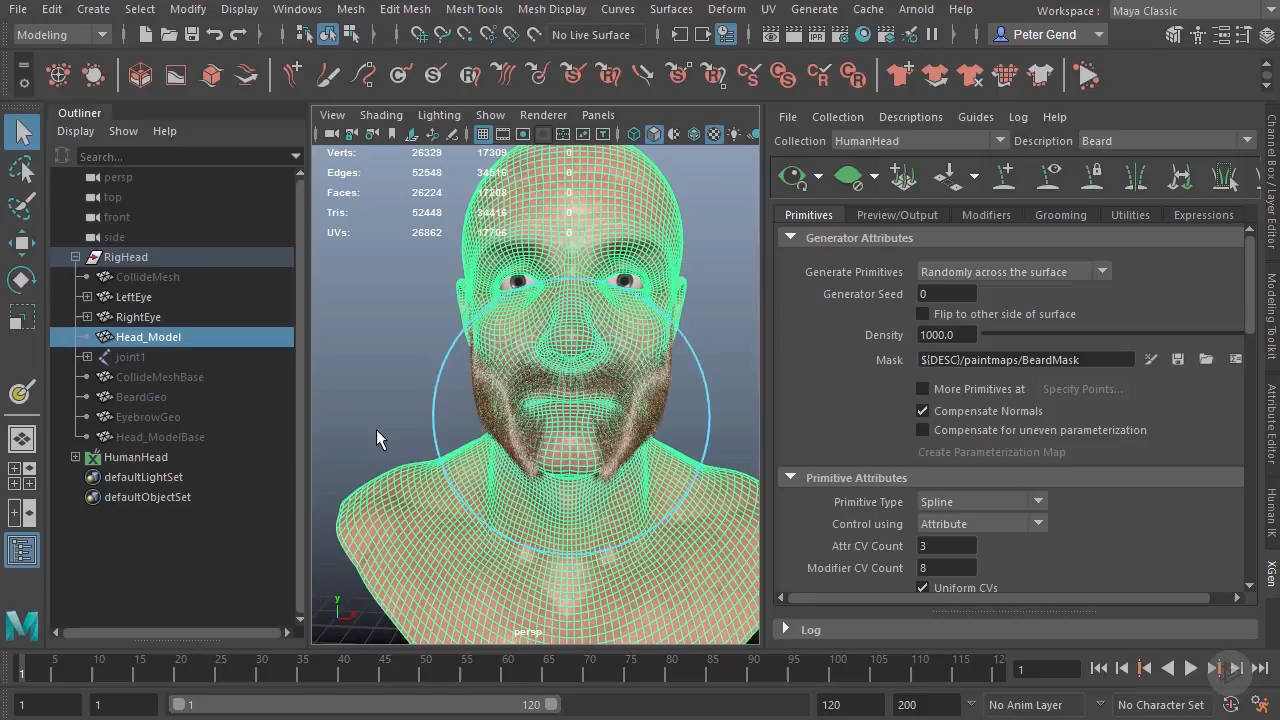 File Edit Create Select Modify Display Windows Mesh Edit Mesh Mesh Tools Mesh Display Curves Surfaces Deform UV Generate Cache Arnold Help Workspace : Maya Classic
Modeling No Live Surface IPR Peter Gend
Outliner
Display Show Help
Search...
persp
top
front
side
RigHead
CollideMesh
LeftEye
RightEye
Head_Model
joint1
CollideMeshBase
BeardGeo
EyebrowGeo
Head_ModelBase
HumanHead
defaultLightSet
defaultObjectSet
View Shading Lighting Show Renderer Panels
Verts: 26329 17309 0
Edges: 52548 34516 0
Faces: 26224 17208 0
Tris: 52448 34416 0
UVs: 26862 17706 0
y
x
persp
File Collection Descriptions Guides Log Help
Collection HumanHead Description Beard
Primitives Preview/Output Modifiers Grooming Utilities Expressions
Generator Attributes
Generate Primitives Randomly across the surface
Generator Seed 0
Flip to other side of surface
Density 1000.0
Mask ${DESC}/paintmaps/BeardMask
More Primitives at Specify Points...
Compensate Normals
Compensate for uneven parameterization
Create Parameterization Map
Primitive Attributes
Primitive Type Spline
Control using Attribute
Attr CV Count 3
Modifier CV Count 8
Uniform CVs
Log
Channel Box / Layer Editor
Modeling Toolkit
Attribute Editor
Human IK
XGen
5 10 15 20 25 30 35 40 45 50 55 60 65 70 75 80 85 90 95 100 105 110 115 12
1
1
1 1 1 120 120 200 No Anim Layer No Character Set